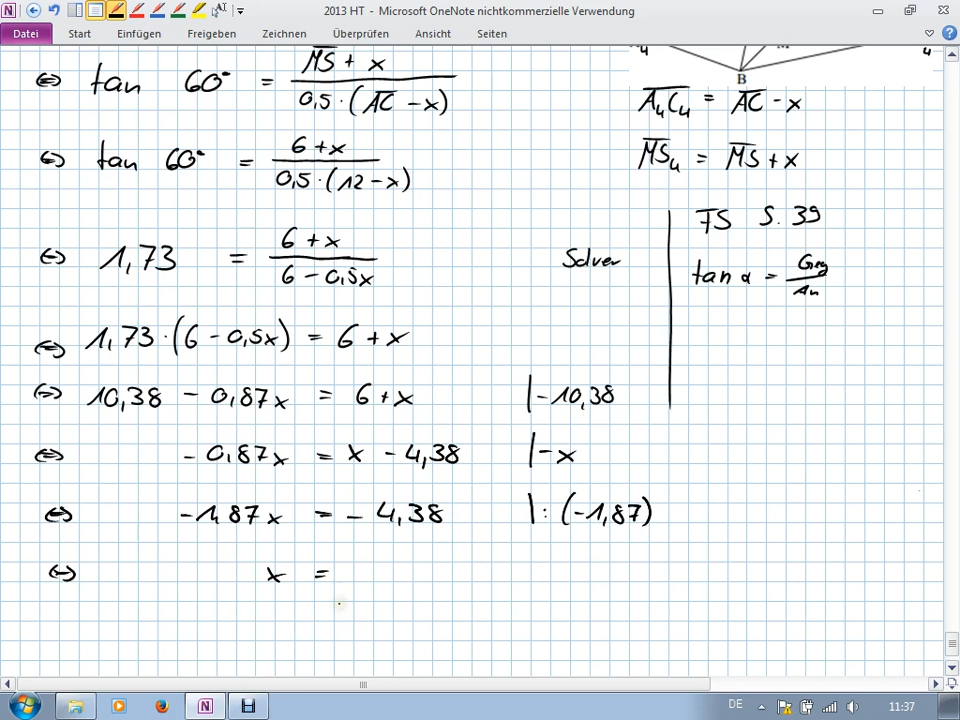 2013 HT - Microsoft OneNote nichtkommerzielle Verwendung
Datei Start Einfügen Freigeben Zeichnen Überprüfen Ansicht Seiten
⇔ tan 60° = (MS + x) / (0,5 · (AC - x))
B
A₄C₄ = AC - x
⇔ tan 60° = (6 + x) / (0,5 · (12 - x))
MS₄ = MS + x
FS S. 39
⇔ 1,73 = (6 + x) / (6 - 0,5x) Solver
tan α = Geg / An
⇔ 1,73 · (6 - 0,5x) = 6 + x
⇔ 10,38 - 0,87x = 6 + x | - 10,38
⇔ - 0,87x = x - 4,38 | - x
⇔ - 1,87x = - 4,38 | : (-1,87)
⇔ x =
DE 11:37